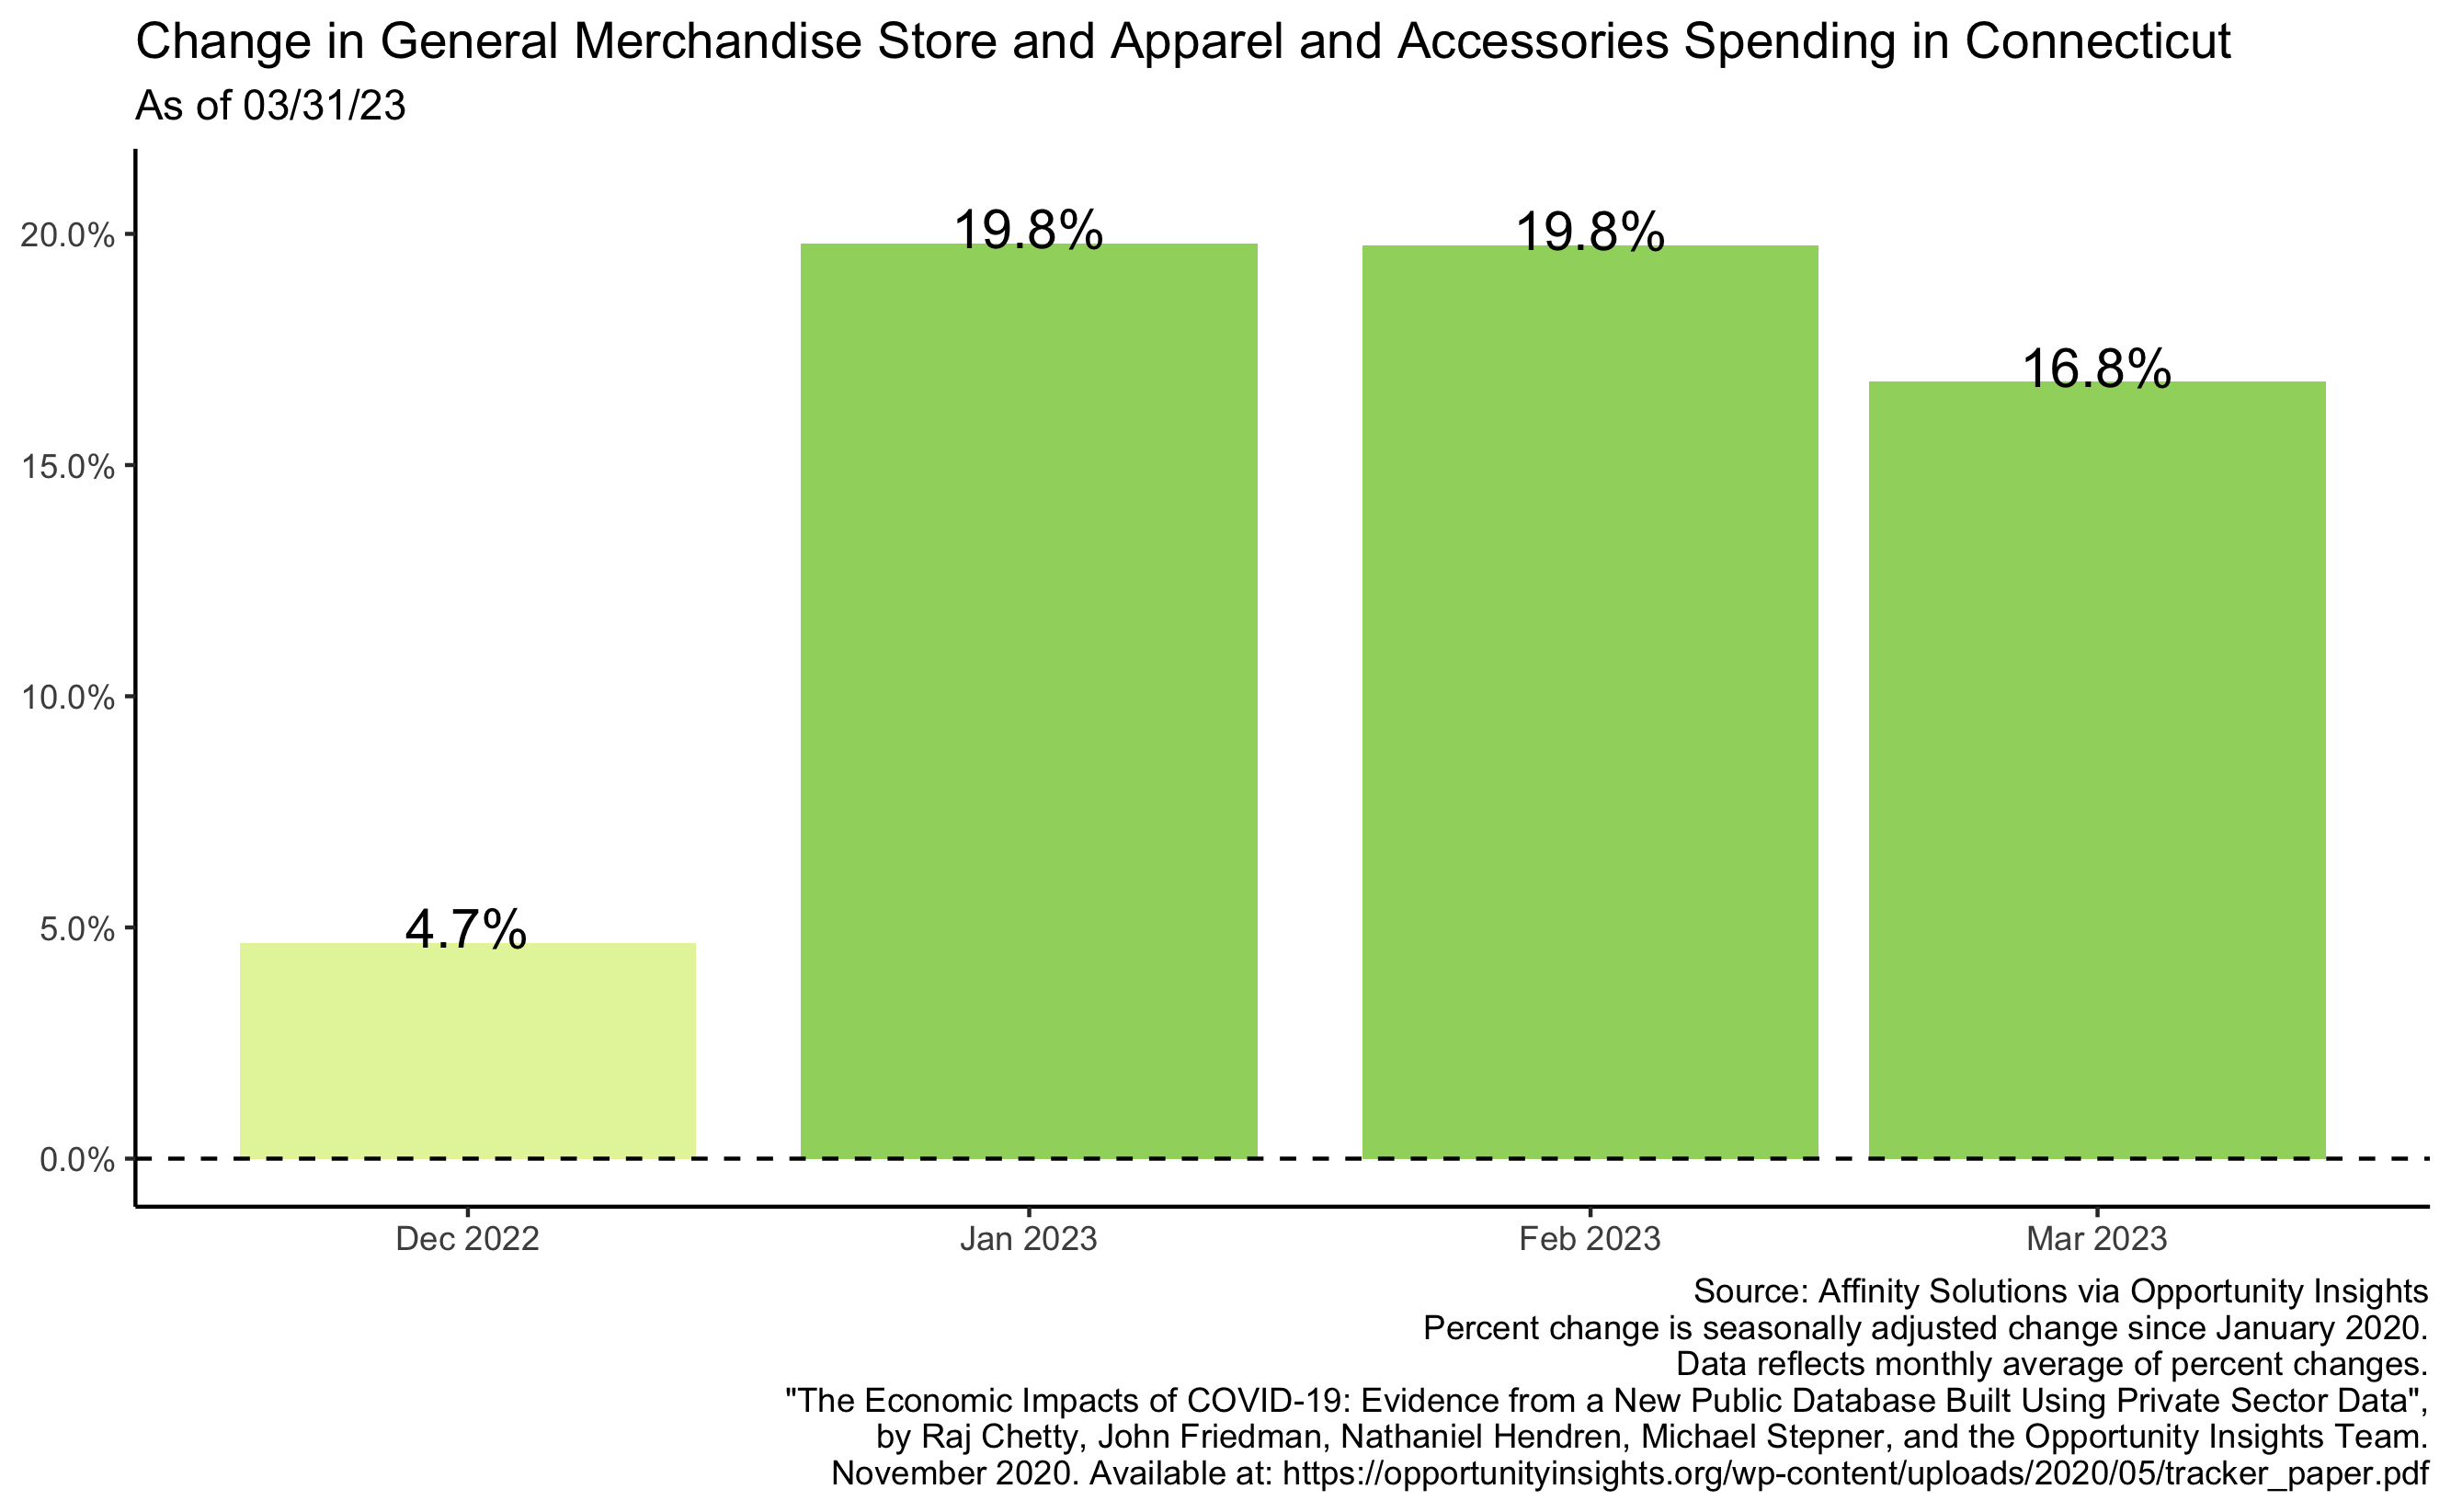 Change in General Merchandise Store and Apparel and Accessories Spending in Connecticut
As of 03/31/23
20.0%
15.0%
10.0%
5.0%
0.0%
4.7%
19.8%
19.8%
16.8%
Dec 2022
Jan 2023
Feb 2023
Mar 2023
Source: Affinity Solutions via Opportunity Insights
Percent change is seasonally adjusted change since January 2020.
Data reflects monthly average of percent changes.
"The Economic Impacts of COVID-19: Evidence from a New Public Database Built Using Private Sector Data",
by Raj Chetty, John Friedman, Nathaniel Hendren, Michael Stepner, and the Opportunity Insights Team.
November 2020. Available at: https://opportunityinsights.org/wp-content/uploads/2020/05/tracker_paper.pdf